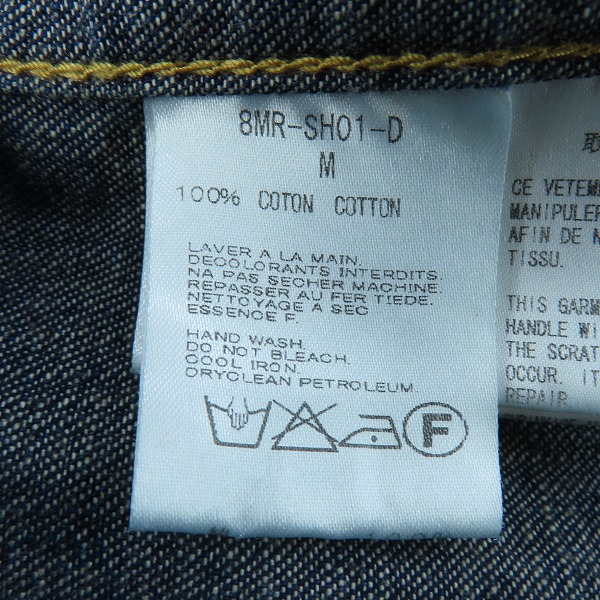 8MR-SH01-D
M
100% COTON COTTON
LAVER A LA MAIN.
DECOLORANTS INTERDITS.
NA PAS SECHER MACHINE.
REPASSER AU FER TIEDE.
NETTOYAGE A SEC
ESSENCE F.
HAND WASH.
DO NOT BLEACH.
COOL IRON.
DRYCLEAN PETROLEUM.
F
取
CE VETEME
MANIPULER
AFIN DE N
TISSU.
THIS GARM
HANDLE WI
THE SCRAT
OCCUR. IT
REPAIR